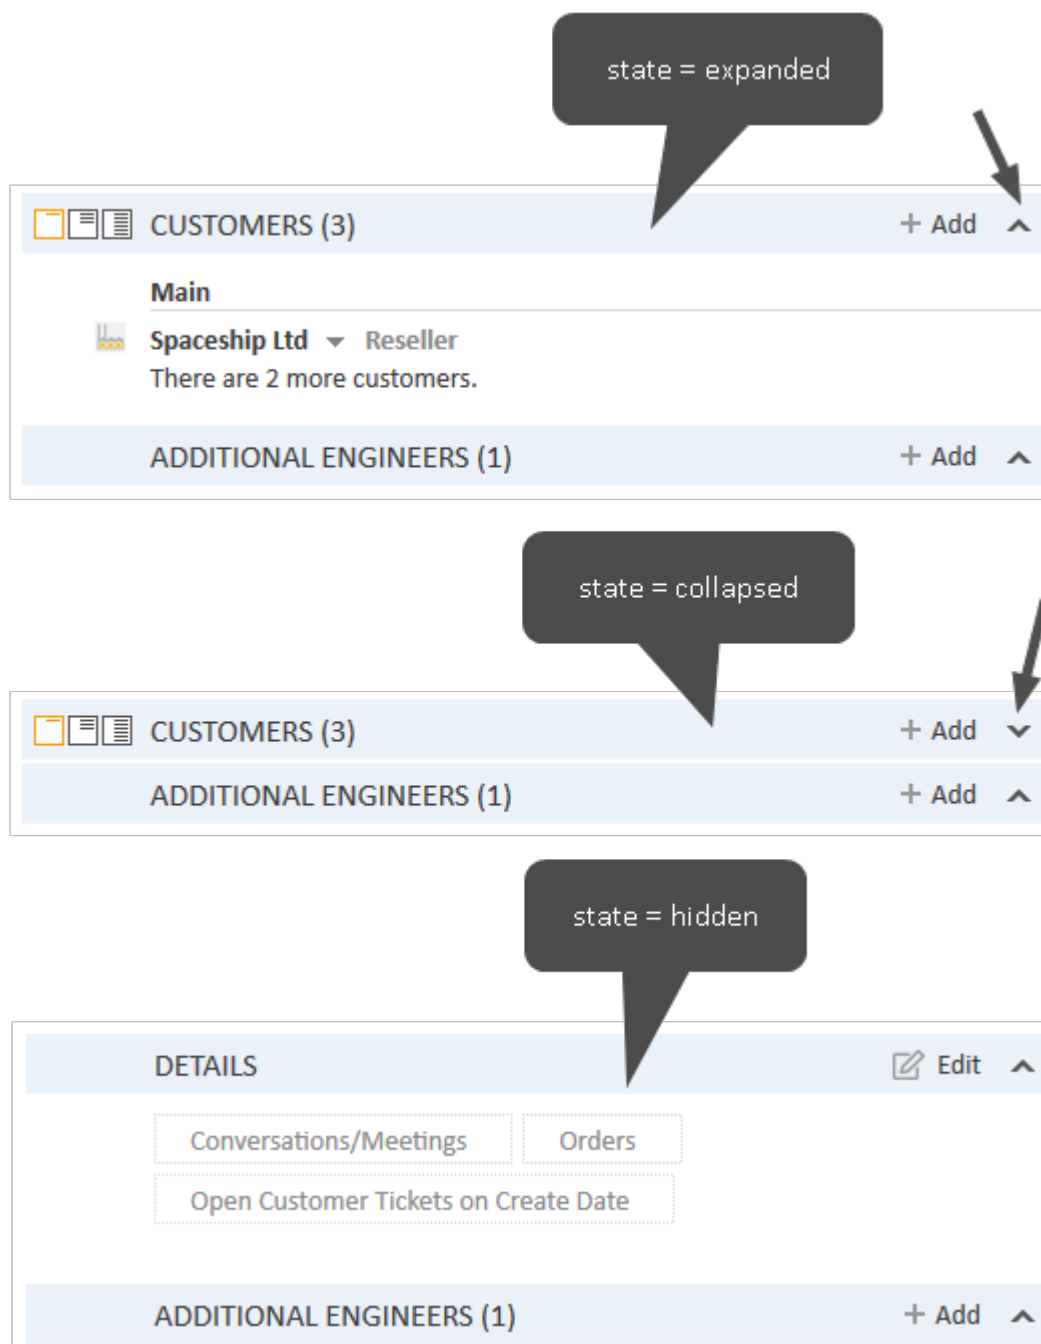 state = expanded
CUSTOMERS (3) + Add
Main
Spaceship Ltd Reseller
There are 2 more customers.
ADDITIONAL ENGINEERS (1) + Add
state = collapsed
CUSTOMERS (3) + Add
ADDITIONAL ENGINEERS (1) + Add
state = hidden
DETAILS Edit
Conversations/Meetings Orders
Open Customer Tickets on Create Date
ADDITIONAL ENGINEERS (1) + Add